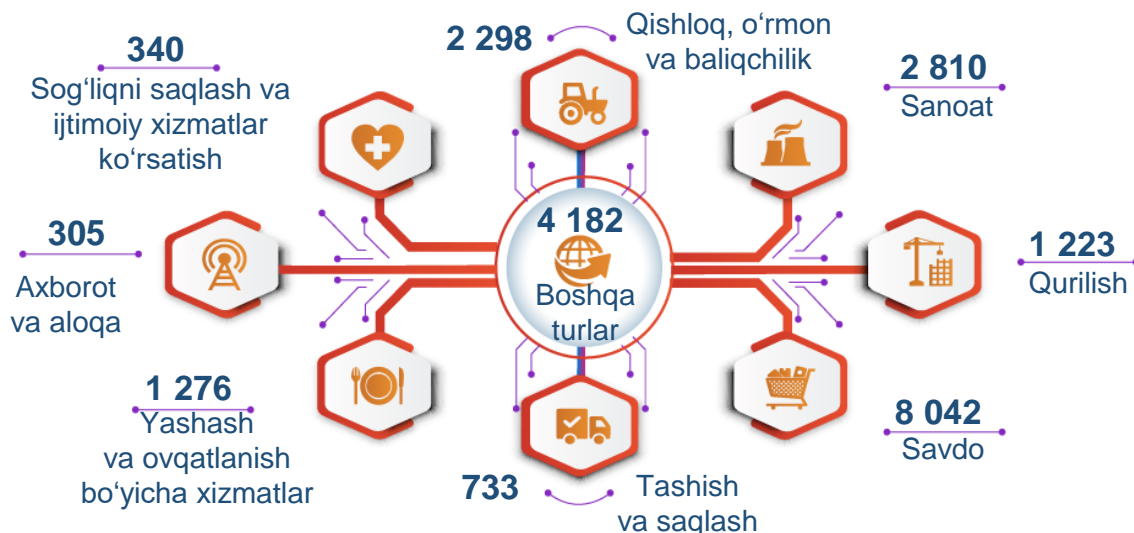 340
Sog‘liqni saqlash va
ijtimoiy xizmatlar
ko‘rsatish
2 298
Qishloq, o‘rmon
va baliqchilik
2 810
Sanoat
305
Axborot
va aloqa
4 182
Boshqa
turlar
1 223
Qurilish
1 276
Yashash
va ovqatlanish
bo‘yicha xizmatlar
733
Tashish
va saqlash
8 042
Savdo